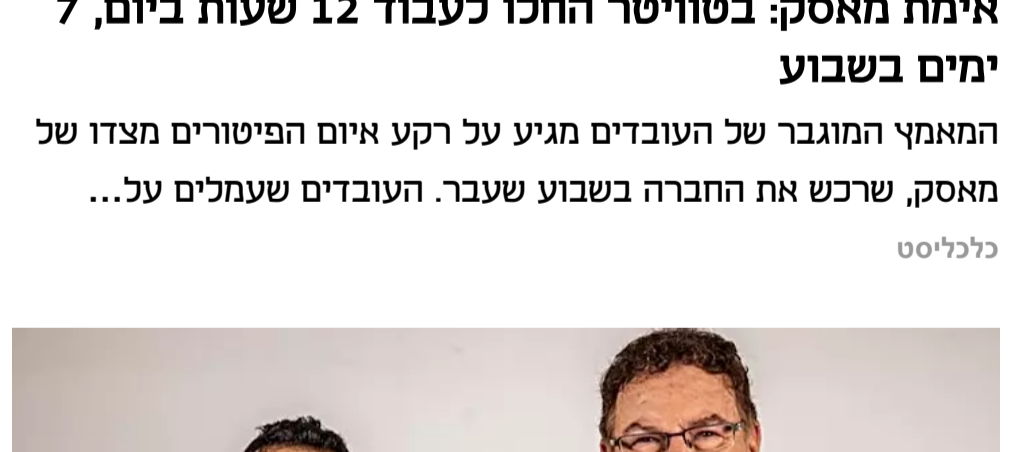 אימת מאסק: בטוויטר החלו לעבוד 12 שעות ביום, 7
ימים בשבוע
המאמץ המוגבר של העובדים מגיע על רקע איום הפיטורים מצדו של
מאסק, שרכש את החברה בשבוע שעבר. העובדים שעמלים על...
כלכליסט